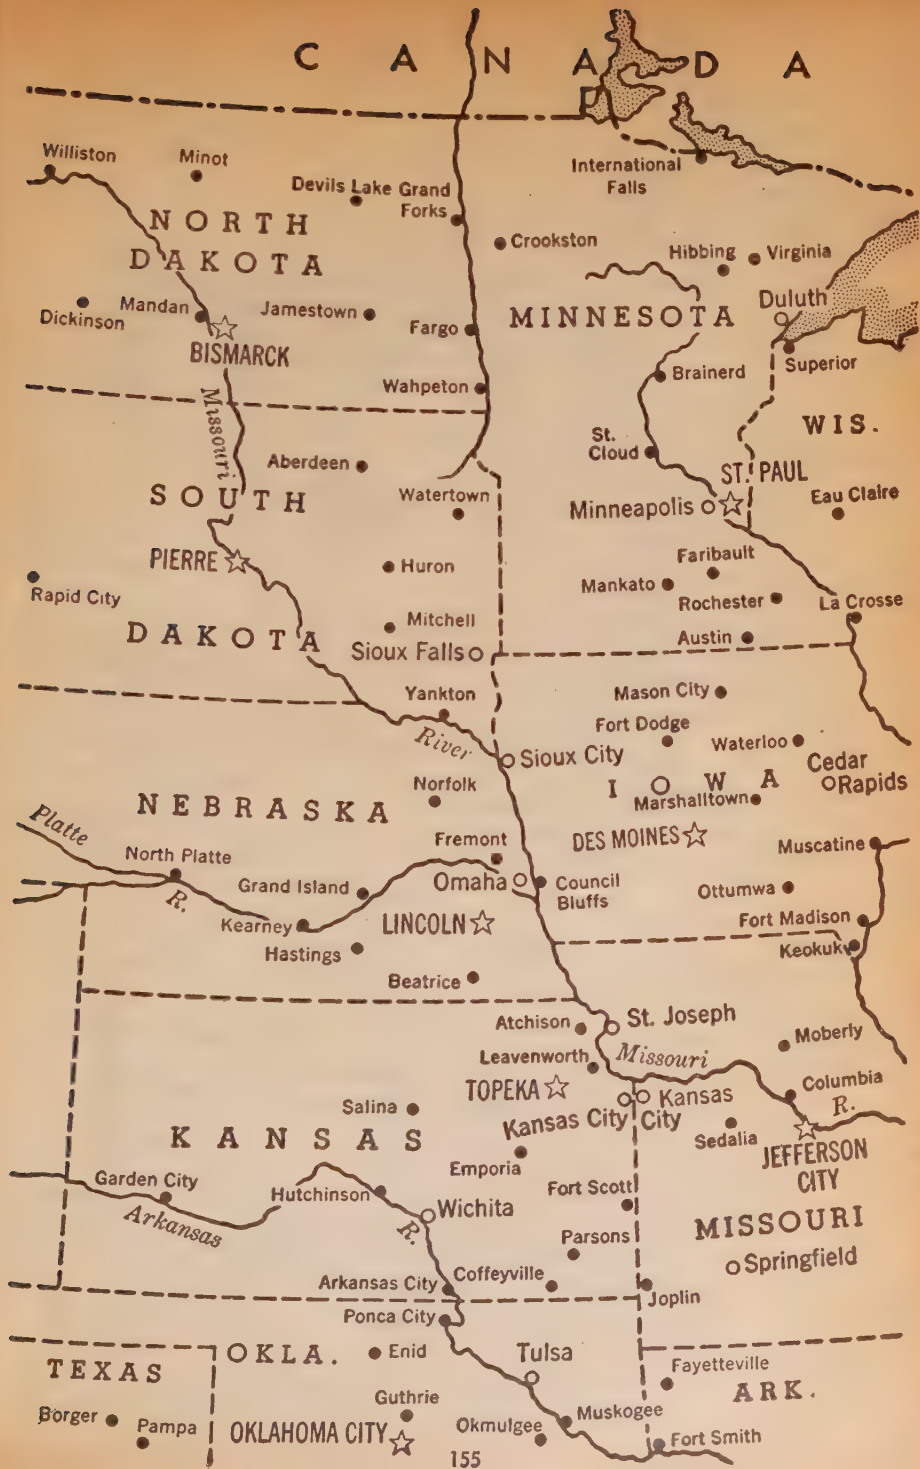 CANADA
Williston
Minot
Devils Lake
Grand
Forks
International
Falls
NORTH
DAKOTA
Crookston
Hibbing
Virginia
Dickinson
Mandan
Jamestown
Fargo
MINNESOTA
Duluth
BISMARCK
Superior
Wahpeton
Brainerd
Missouri
WIS.
St.
Cloud
Aberdeen
ST. PAUL
SOUTH
Watertown
Minneapolis
Eau Claire
PIERRE
Huron
Faribault
Rapid City
Mankato
Rochester
La Crosse
DAKOTA
Mitchell
Austin
Sioux Falls
Yankton
Mason City
River
Fort Dodge
Waterloo
Sioux City
Cedar
Rapids
Norfolk
IOWA
Marshalltown
NEBRASKA
Platte
Fremont
DES MOINES
Muscatine
North Platte
R.
Grand Island
Omaha
Council
Bluffs
Ottumwa
Kearney
LINCOLN
Fort Madison
Hastings
Keokuk
Beatrice
Atchison
St. Joseph
Moberly
Leavenworth
Missouri
TOPEKA
Columbia
R.
Salina
Kansas City
Kansas
City
Sedalia
KANSAS
JEFFERSON
CITY
Emporia
Garden City
Hutchinson
Fort Scott
Arkansas
R.
Wichita
MISSOURI
Parsons
Springfield
Arkansas City
Coffeyville
Joplin
Ponca City
OKLA.
Enid
Tulsa
TEXAS
Fayetteville
ARK.
Borger
Guthrie
Pampa
OKLAHOMA CITY
Okmulgee
Muskogee
Fort Smith
155